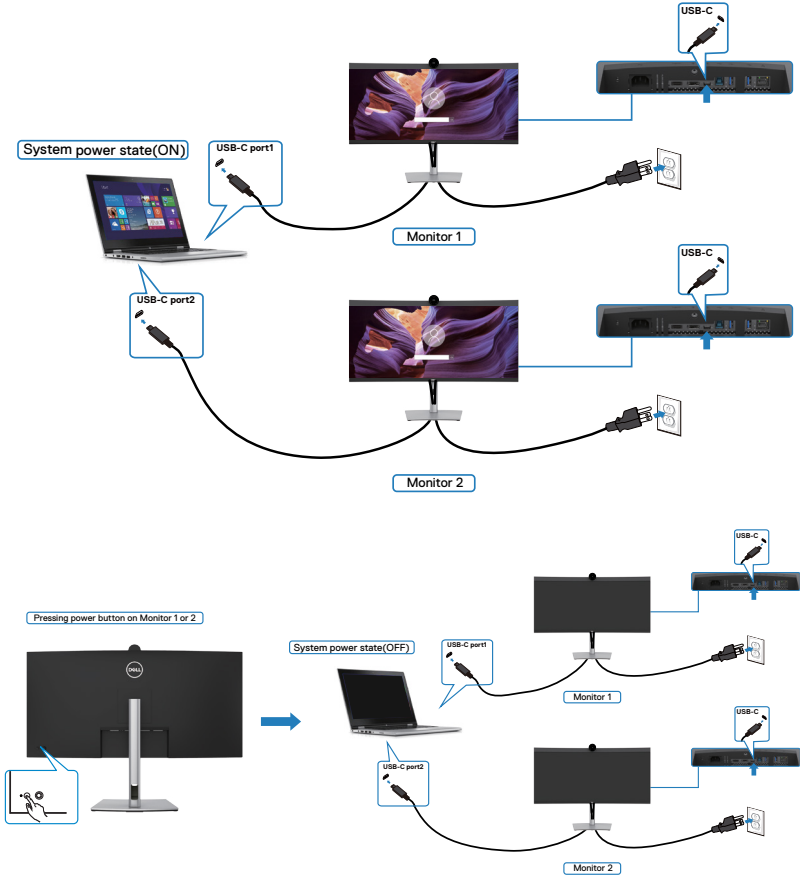 USB-C
System power state(ON)
USB-C port1
Monitor 1
USB-C
USB-C port2
Monitor 2
USB-C
Pressing power button on Monitor 1 or 2
DELL
System power state(OFF)
USB-C port1
Monitor 1
USB-C
USB-C port2
Monitor 2